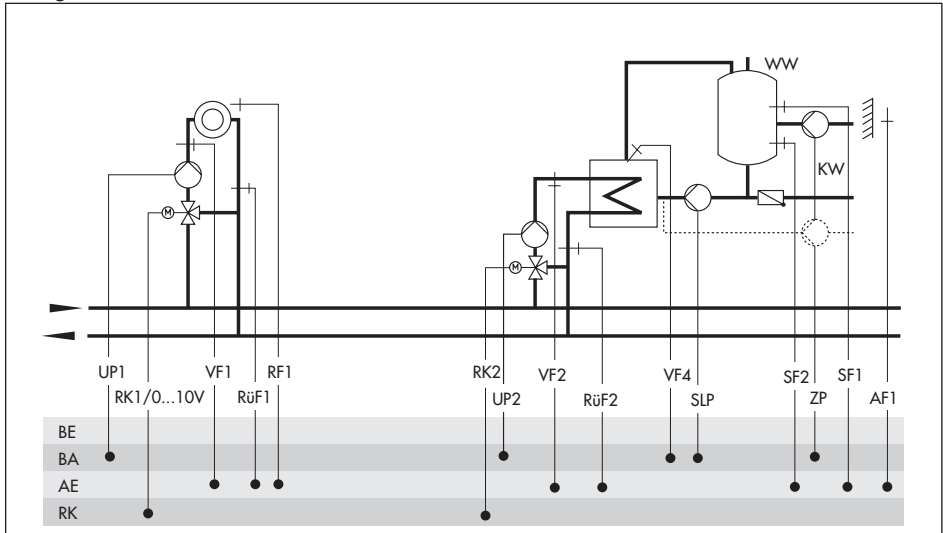 WW
KW
M
M
UP1 VF1 RF1 RK2 VF2 VF4 SF2 SF1
RK1/0...10V RüF1 UP2 RüF2 SLP ZP AF1
BE
BA
AE
RK